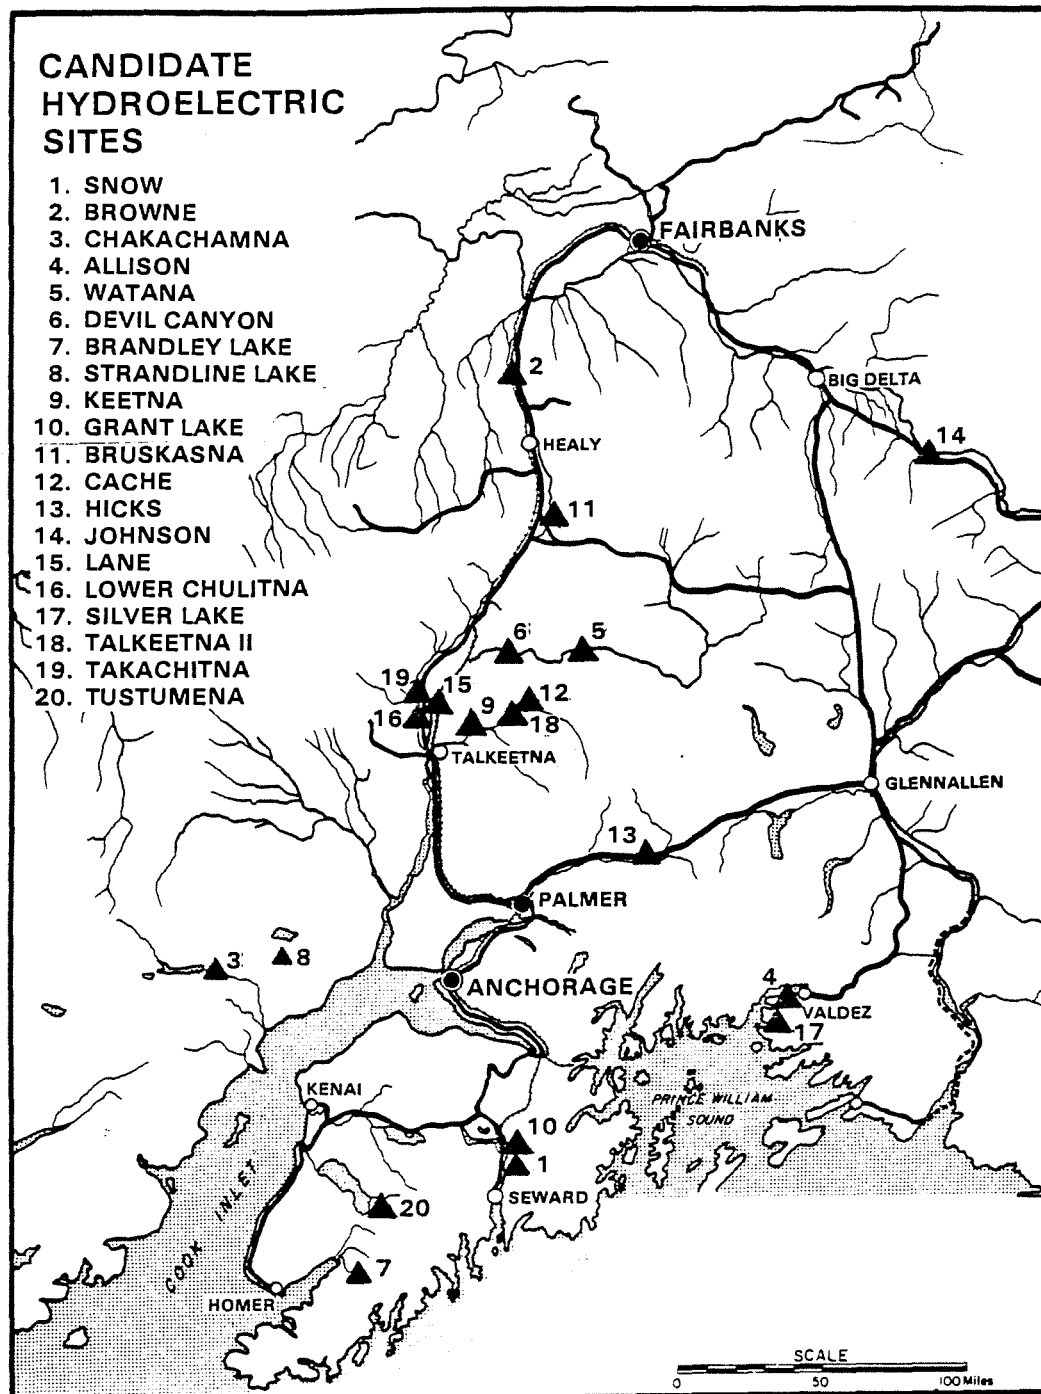 CANDIDATE
HYDROELECTRIC
SITES
1. SNOW
2. BROWNE
3. CHAKACHAMNA
4. ALLISON
5. WATANA
6. DEVIL CANYON
7. BRANDLEY LAKE
8. STRANDLINE LAKE
9. KEETNA
10. GRANT LAKE
11. BRUSKASNA
12. CACHE
13. HICKS
14. JOHNSON
15. LANE
16. LOWER CHULITNA
17. SILVER LAKE
18. TALKEETNA II
19. TAKACHITNA
20. TUSTUMENA
FAIRBANKS
2
BIG DELTA
HEALY
14
11
6
5
19
15
12
9
16
18
TALKEETNA
GLENNALLEN
13
PALMER
3
8
ANCHORAGE
4
VALDEZ
17
KENAI
PRINCE WILLIAM
SOUND
10
1
SEWARD
COOK INLET
20
7
HOMER
SCALE
0 50 100 Miles